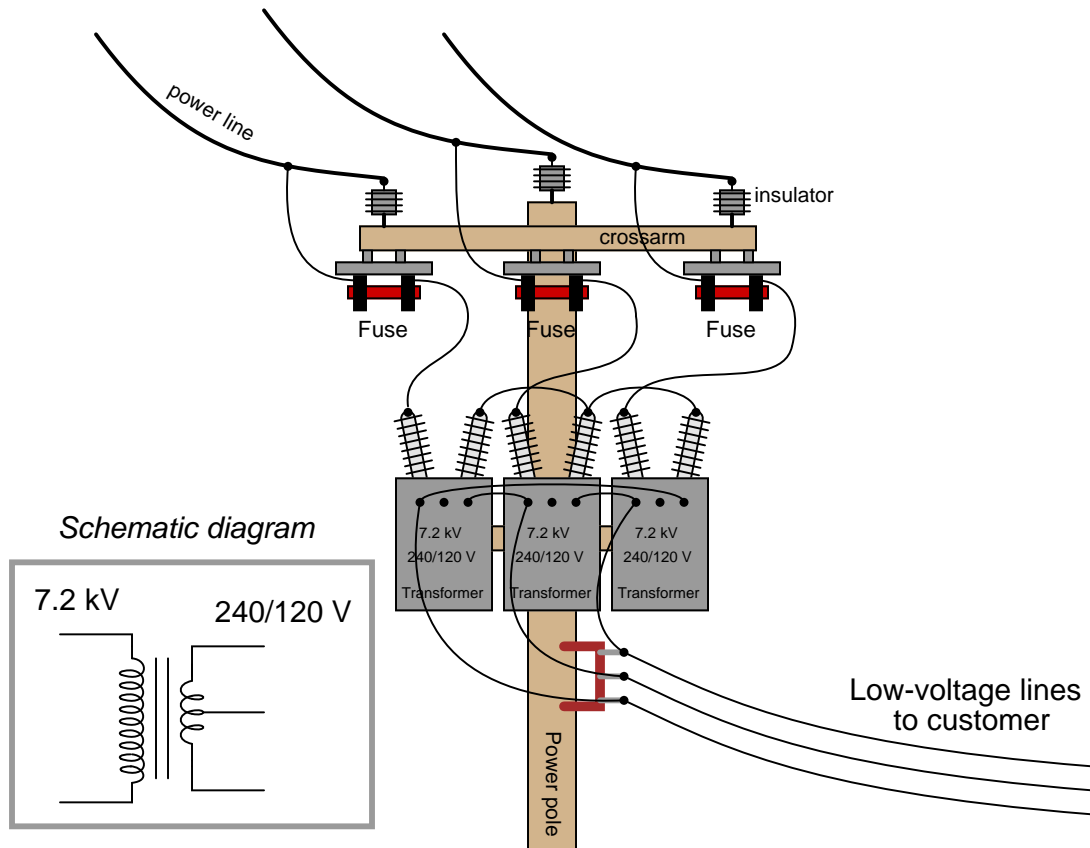 power line
insulator
crossarm
Fuse
Fuse
Fuse
7.2 kV
240/120 V
Transformer
7.2 kV
240/120 V
Transformer
7.2 kV
240/120 V
Transformer
Schematic diagram
7.2 kV
240/120 V
Low-voltage lines
to customer
Power pole